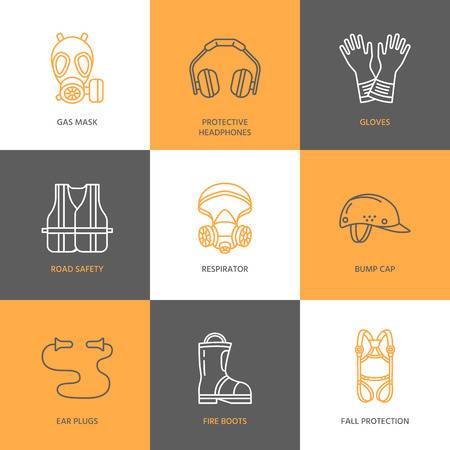 GAS MASK
PROTECTIVE
HEADPHONES
GLOVES
ROAD SAFETY
RESPIRATOR
BUMP CAP
EAR PLUGS
FIRE BOOTS
FALL PROTECTION